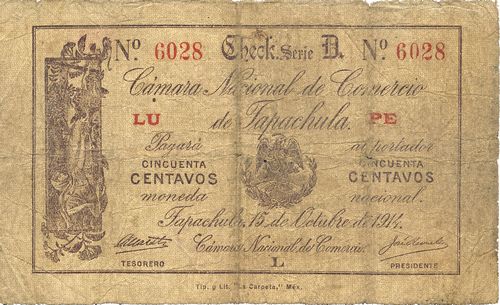 Nº 6028 Check. Serie D. Nº 6028
Cámara Nacional de Comercio
LU de Tapachula. PE
Pagará al portador
CINCUENTA CINCUENTA
CENTAVOS CENTAVOS
moneda nacional.
Tapachula, 15 de Octubre de 1914.
Cámara Nacional de Comercio.
TESORERO L PRESIDENTE
Tip. y Lit. "La Carpeta," Méx.